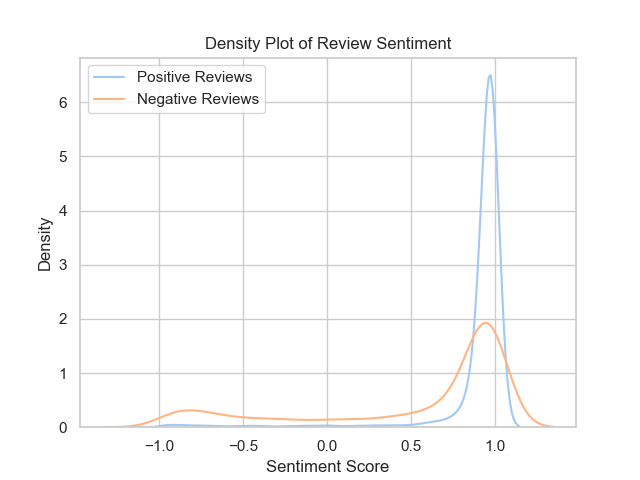 Density Plot of Review Sentiment
Positive Reviews
Negative Reviews
6
5
4
3
2
1
0
Density
−1.0
−0.5
0.0
0.5
1.0
Sentiment Score